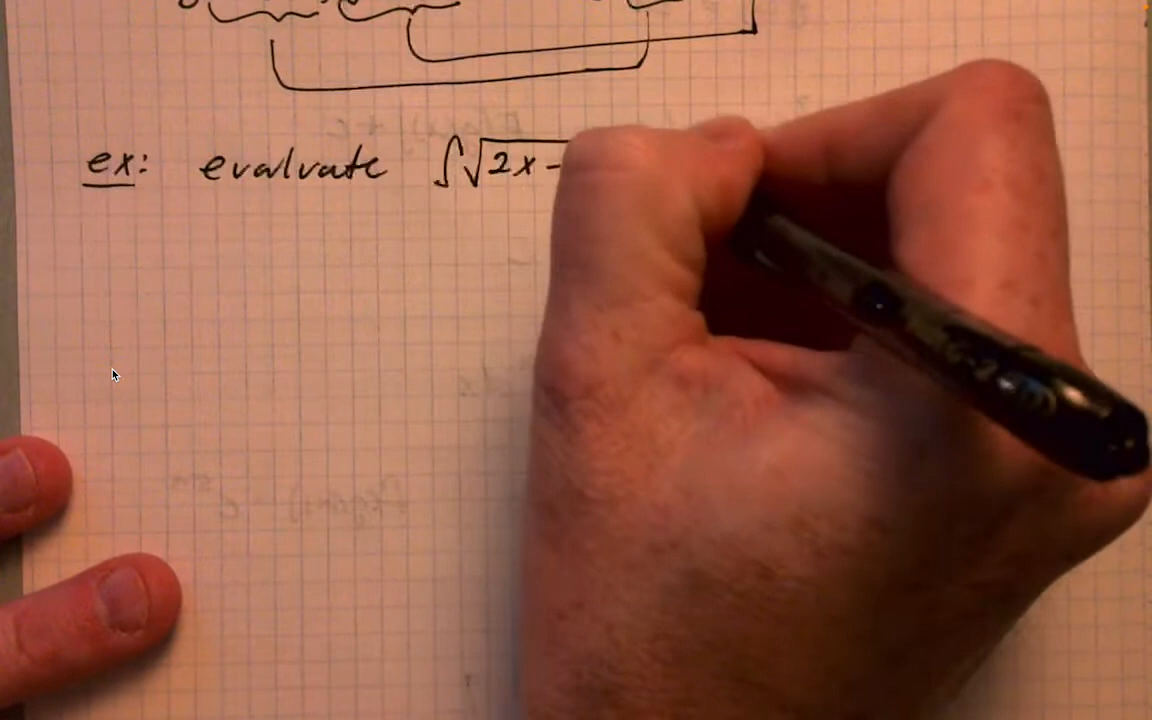 ex: evaluate ∫√2x-